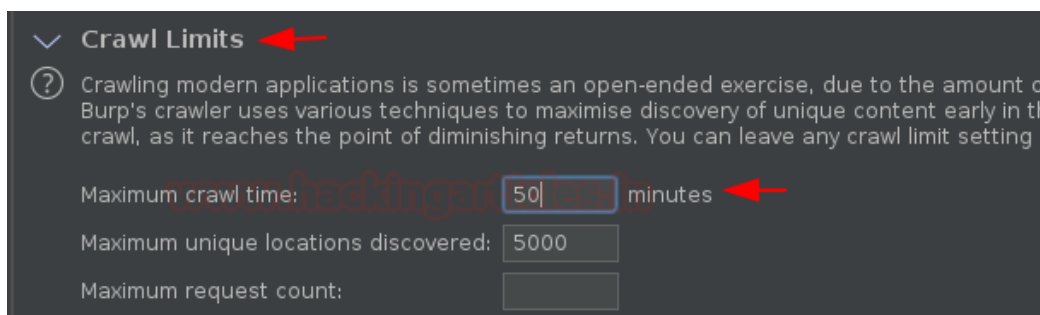 Crawl Limits
? Crawling modern applications is sometimes an open-ended exercise, due to the amount
Burp's crawler uses various techniques to maximise discovery of unique content early in
crawl, as it reaches the point of diminishing returns. You can leave any crawl limit setting
Maximum crawl time: 50 minutes
Maximum unique locations discovered: 5000
Maximum request count: